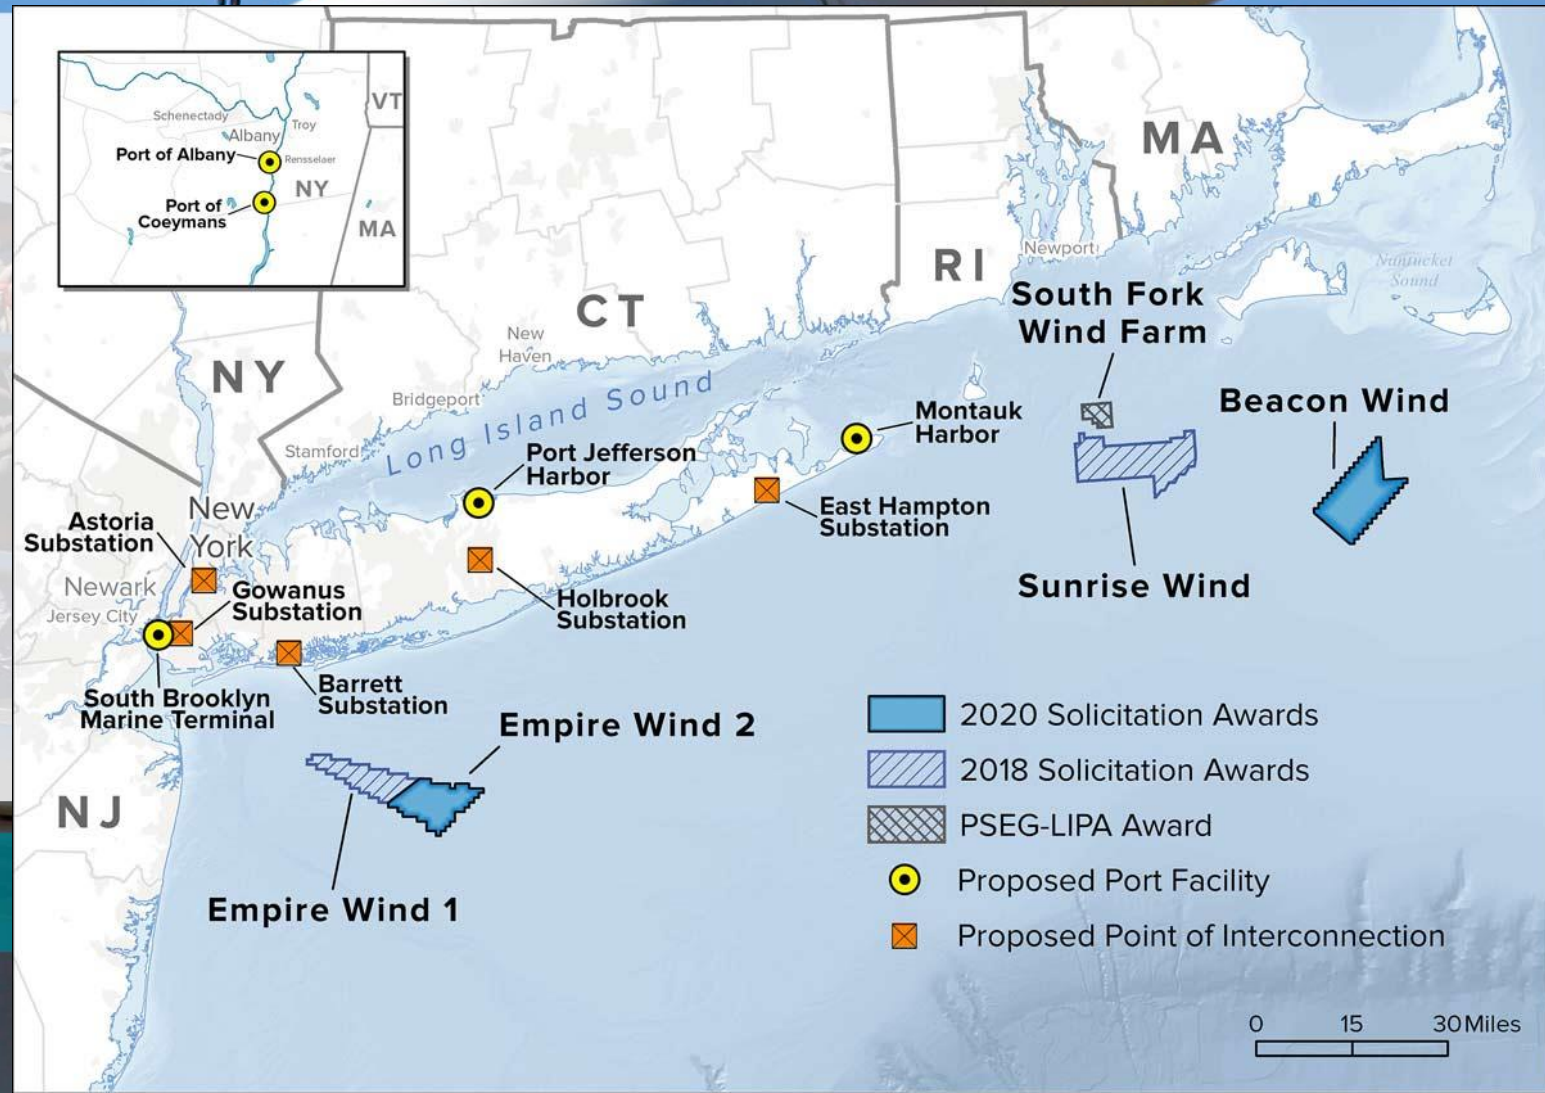 VT
Schenectady
Troy
Albany
Port of Albany
Rensselaer
NY
Port of
Coeymans
MA
MA
RI
Newport
Nantucket
Sound
CT
South Fork
Wind Farm
New
Haven
NY
Bridgeport
Long Island Sound
Beacon Wind
Montauk
Harbor
Stamford
Port Jefferson
Harbor
New
York
Astoria
Substation
East Hampton
Substation
Newark
Jersey City
Gowanus
Substation
Holbrook
Substation
Sunrise Wind
South Brooklyn
Marine Terminal
Barrett
Substation
Empire Wind 2
NJ
Empire Wind 1
2020 Solicitation Awards
2018 Solicitation Awards
PSEG-LIPA Award
Proposed Port Facility
Proposed Point of Interconnection
0 15 30 Miles